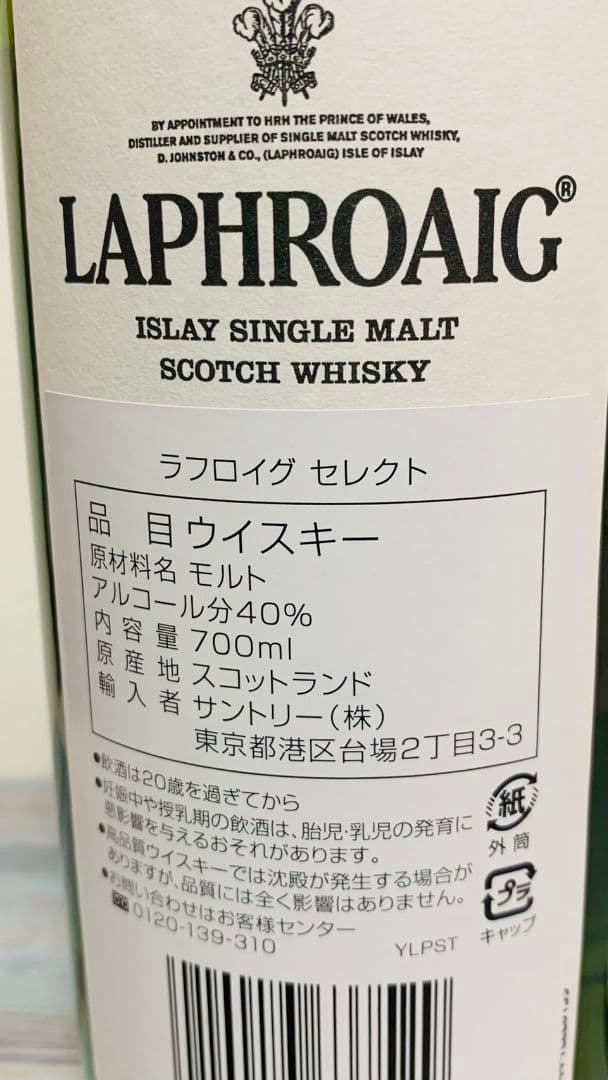 BY APPOINTMENT TO HRH THE PRINCE OF WALES,
DISTILLER AND SUPPLIER OF SINGLE MALT SCOTCH WHISKY,
D. JOHNSTON & CO., (LAPHROAIG) ISLE OF ISLAY
LAPHROAIG®
ISLAY SINGLE MALT
SCOTCH WHISKY
ラフロイグ セレクト
品 目 ウイスキー
原材料名 モルト
アルコール分40%
内容量 700ml
原産地 スコットランド
輸入者 サントリー(株)
東京都港区台場2丁目3-3
●飲酒は20歳を過ぎてから
●妊娠中や授乳期の飲酒は、胎児・乳児の発育に
悪影響を与えるおそれがあります。
●高品質ウイスキーでは沈殿が発生する場合が
ありますが、品質には全く影響はありません。
●お問い合わせはお客様センター
0120-139-310
YLPST
紙
外筒
プラ
キャップ